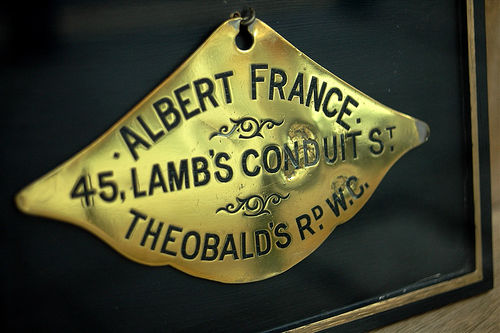 ·ALBERT FRANCE.
45, LAMB'S CONDUIT ST
THEOBALD'S RD W.C.